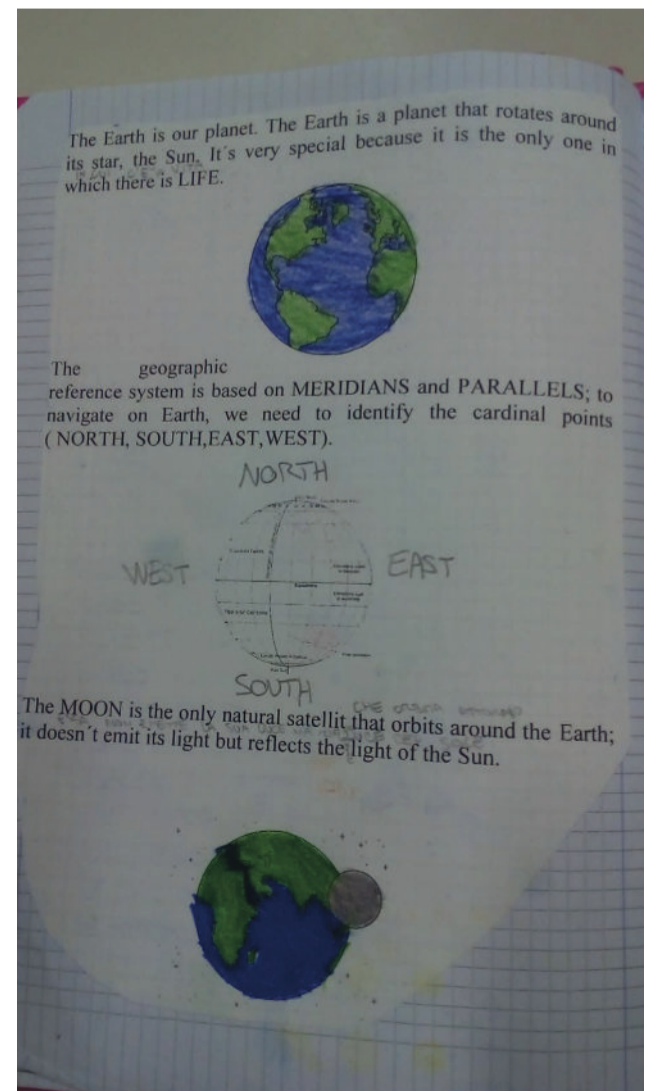 The Earth is our planet. The Earth is a planet that rotates around
its star, the Sun. It´s very special because it is the only one in
which there is LIFE.
The geographic
reference system is based on MERIDIANS and PARALLELS; to
navigate on Earth, we need to identify the cardinal points
( NORTH, SOUTH,EAST,WEST).
NORTH
WEST
EAST
SOUTH
CHE ORBITA INTORNO
The MOON is the only natural satellit that orbits around the Earth;
it doesn´t emit its light but reflects the light of the Sun.